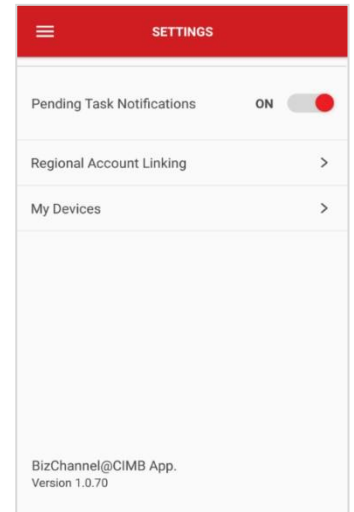 SETTINGS
Pending Task Notifications ON
Regional Account Linking
My Devices
BizChannel@CIMB App.
Version 1.0.70